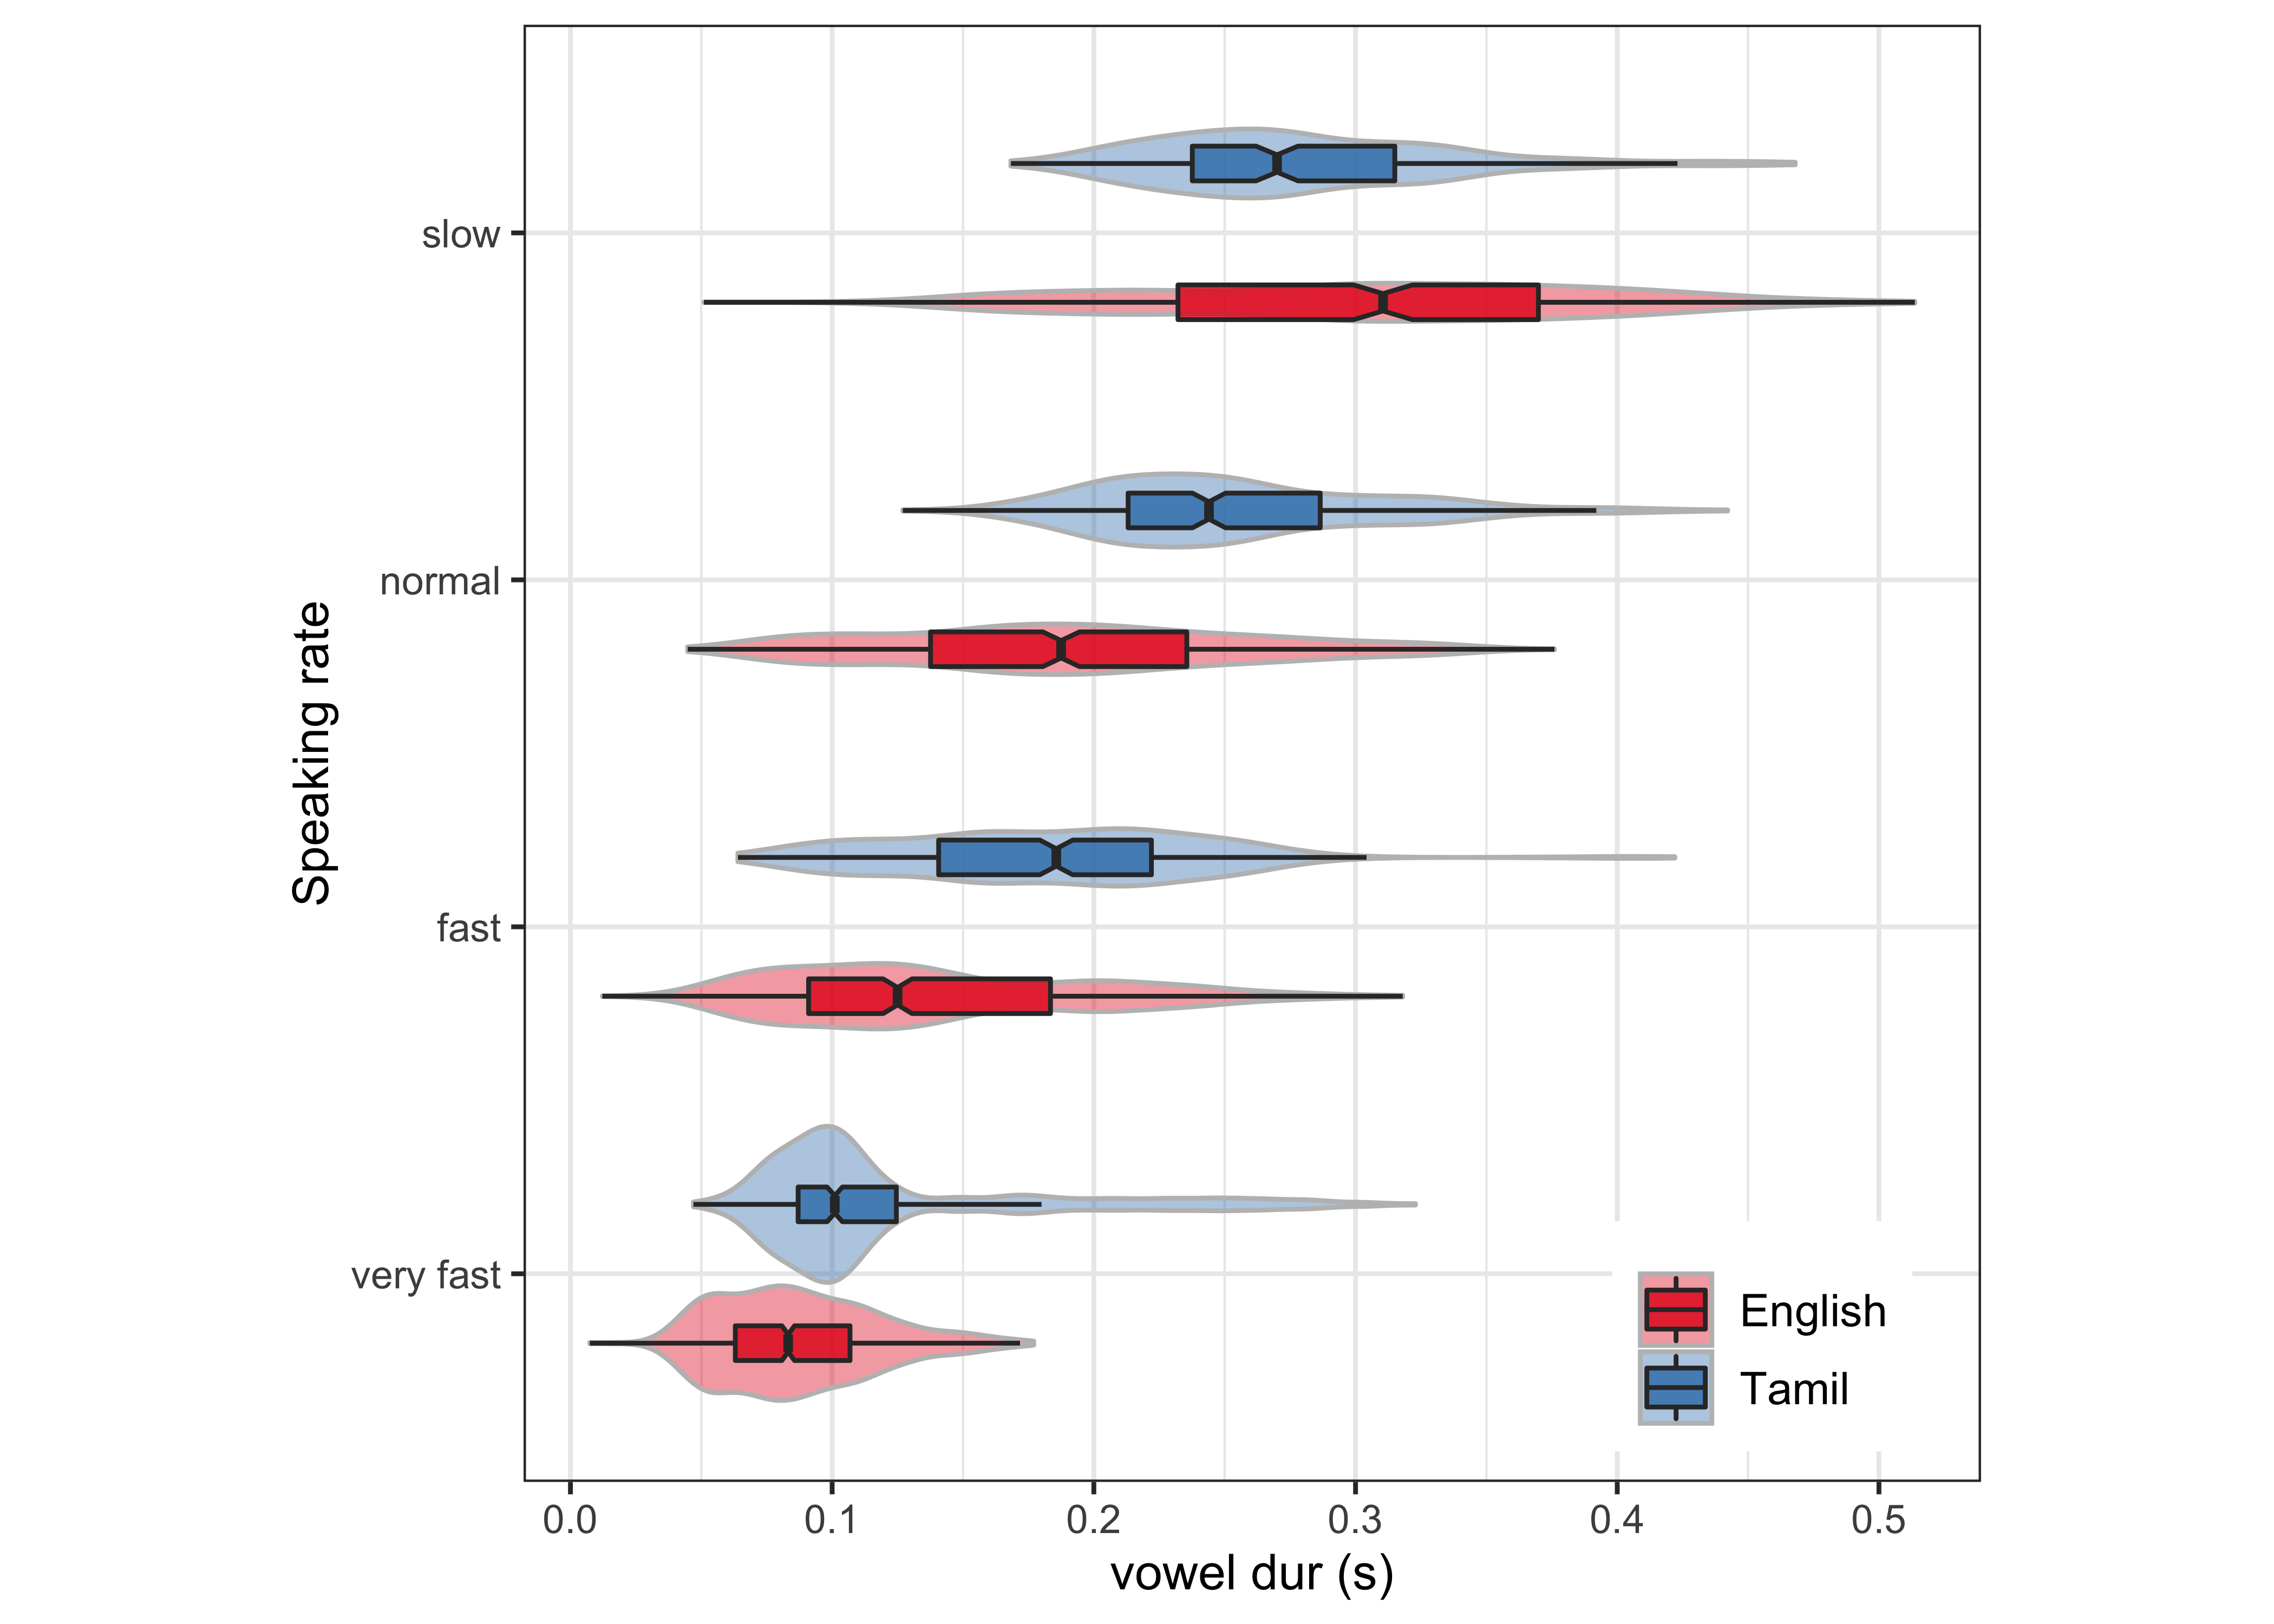 slow
normal
fast
very fast
Speaking rate
English
Tamil
0.0 0.1 0.2 0.3 0.4 0.5
vowel dur (s)